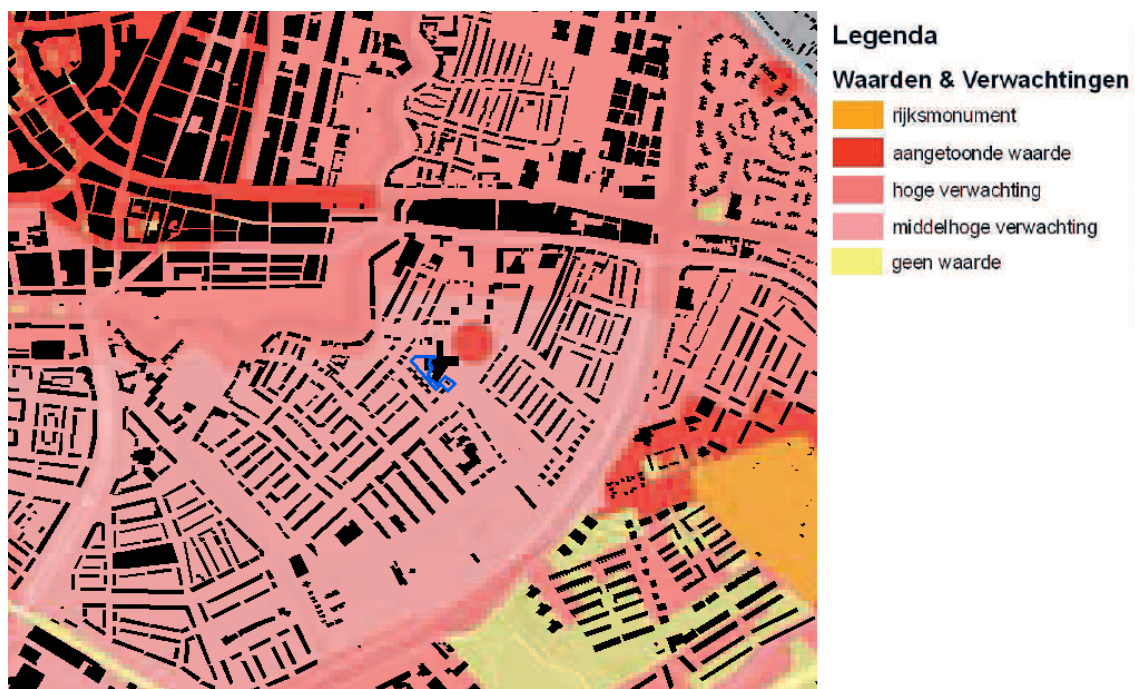 Legenda
Waarden & Verwachtingen
rijksmonument
aangetoonde waarde
hoge verwachting
middelhoge verwachting
geen waarde